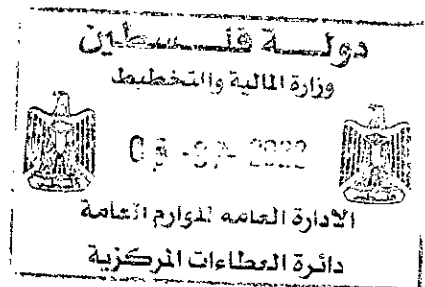 دولة فلسطين
وزارة المالية والتخطيط
الادارة العامه للوازم العامة
دائرة العطاءات المركزية